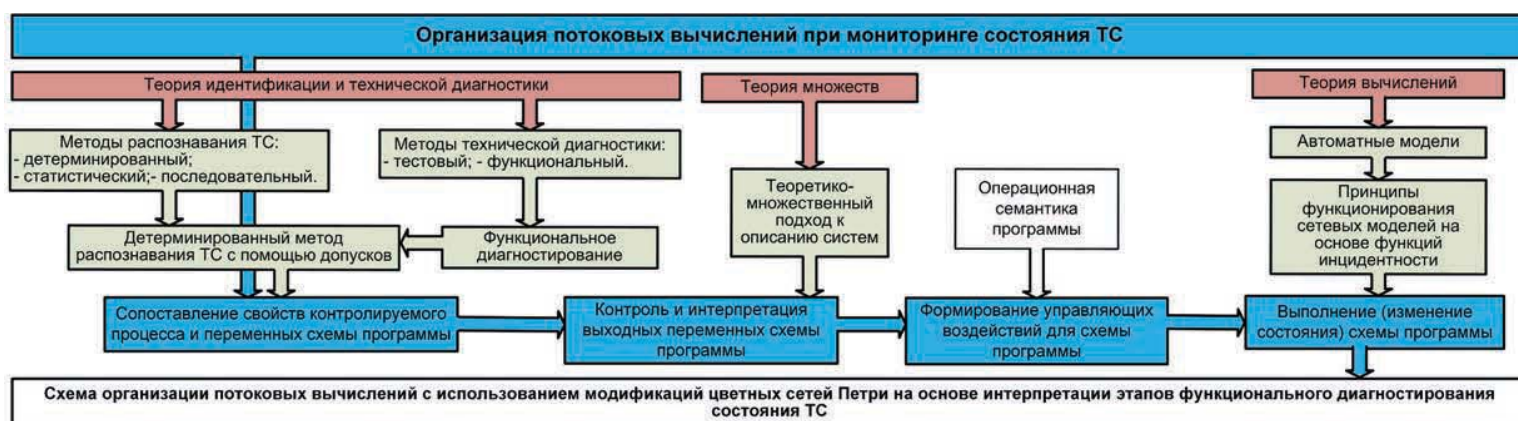 Организация потоковых вычислений при мониторинге состояния ТС
Теория идентификации и технической диагностики
Теория множеств
Теория вычислений
Методы распознавания ТС:
- детерминированный;
- статистический;- последовательный.
Методы технической диагностики:
- тестовый; - функциональный.
Автоматные модели
Теоретико-
множественный
подход к
описанию систем
Операционная
семантика
программы
Принципы
функционирования
сетевых моделей на
основе функций
инцидентности
Детерминированный метод
распознавания ТС с помощью допусков
Функциональное
диагностирование
Сопоставление свойств контролируемого
процесса и переменных схемы программы
Контроль и интерпретация
выходных переменных схемы
программы
Формирование управляющих
воздействий для схемы
программы
Выполнение (изменение
состояния) схемы программы
Схема организации потоковых вычислений с использованием модификаций цветных сетей Петри на основе интерпретации этапов функционального диагностирования
состояния ТС